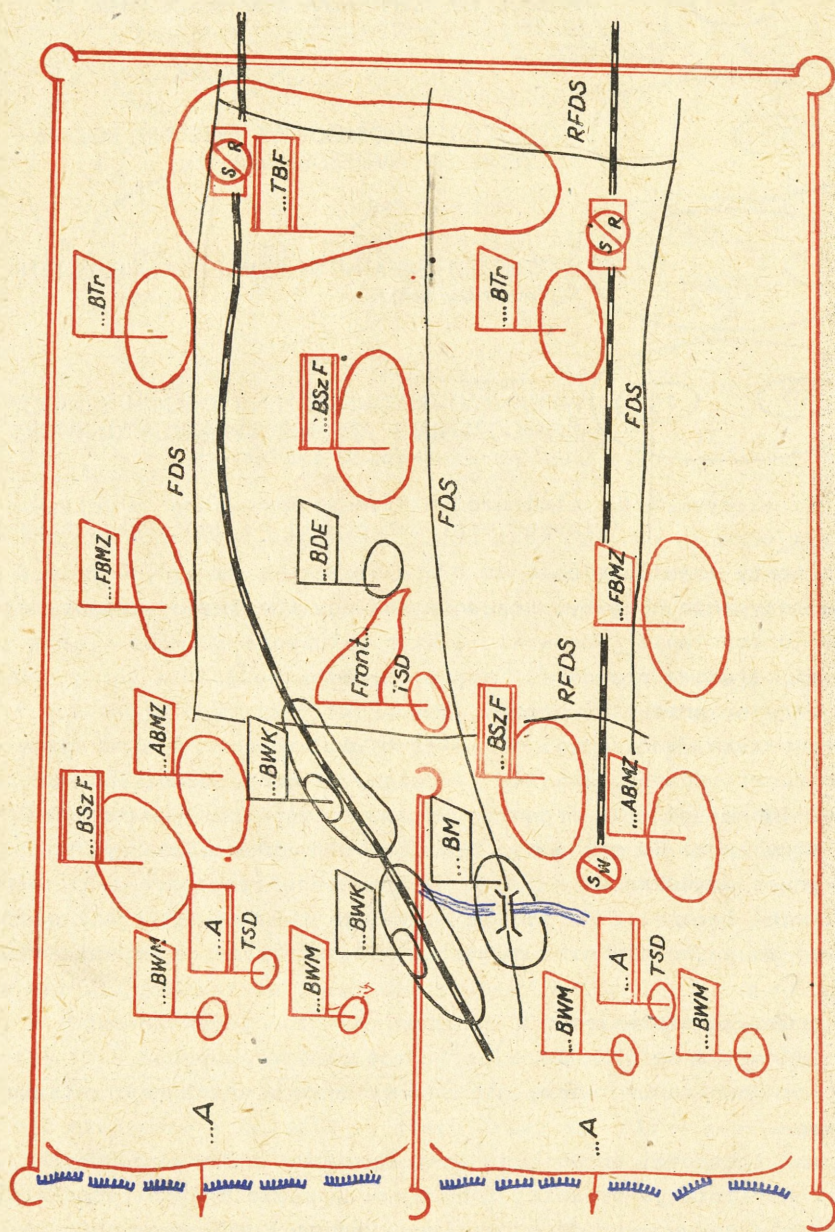 ...BSzF
...FBMZ
...BTr
...BWM
...ABMZ
FDS
...A
...A
TSD
S R
...TBF
...BWM
...BWK
...BDE
...BSzF
...BWK
Front...
TSD
...BM
FDS
...BSzF
....BTr
...BWM
RFDS
RFDS
...A
S/W
S/R
...A
TSD
...ABMZ
...FBMZ
FDS
...BWM